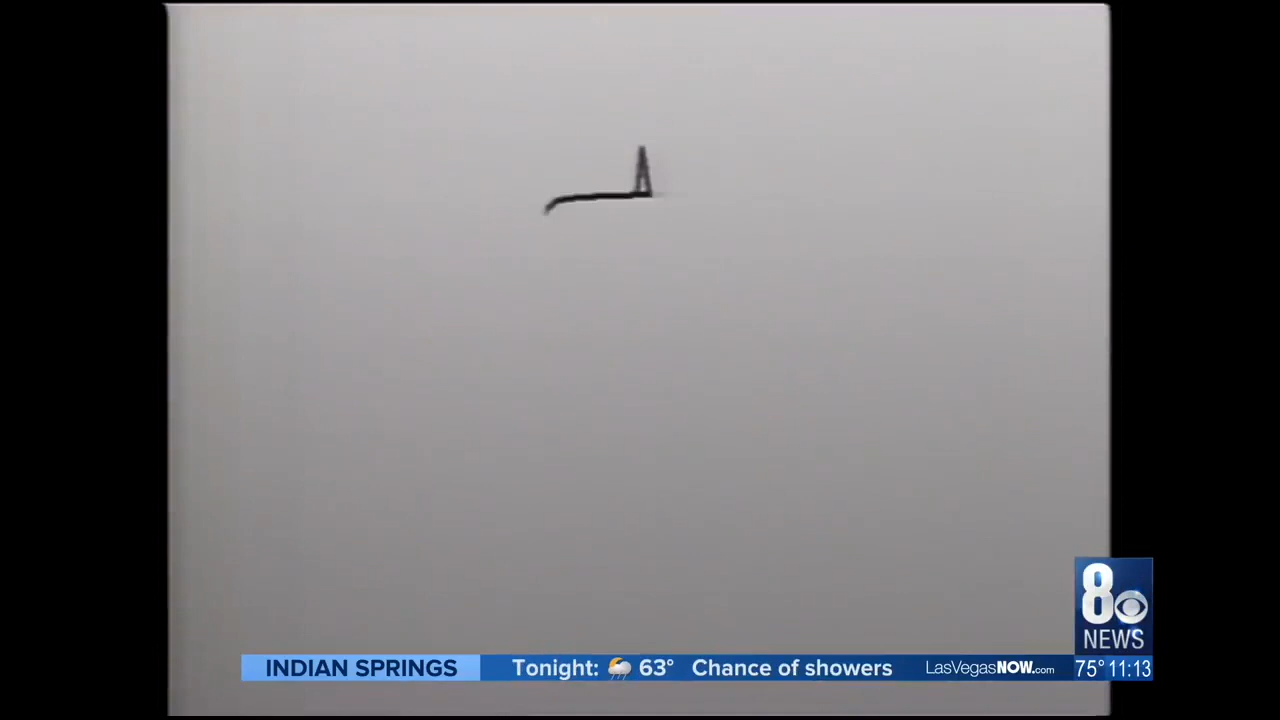 8
NEWS
INDIAN SPRINGS Tonight: 63° Chance of showers LasVegasNOW.com 75° 11:13